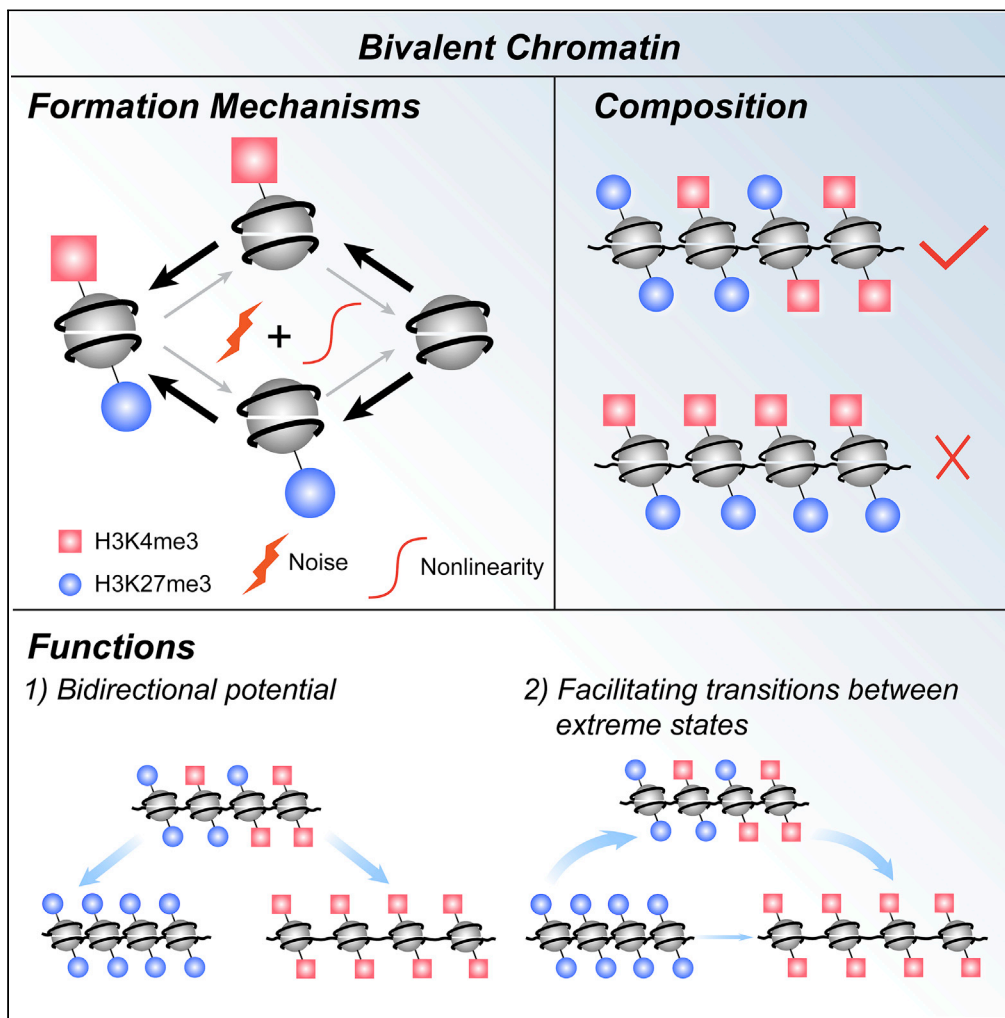 Bivalent Chromatin
Formation Mechanisms
Composition
+
H3K4me3
H3K27me3
Noise
Nonlinearity
Functions
1) Bidirectional potential
2) Facilitating transitions between
extreme states